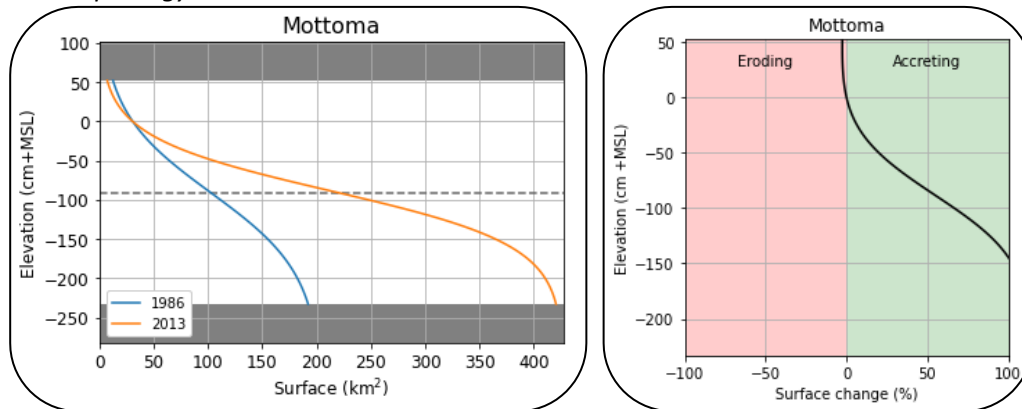 Mottoma
100
50
0
−50
−100
−150
−200
−250
Elevation (cm+MSL)
1986
2013
0 50 100 150 200 250 300 350 400
Surface (km²)
Mottoma
50
0
−50
−100
−150
−200
Elevation (cm +MSL)
Eroding Accreting
−100 −50 0 50 100
Surface change (%)